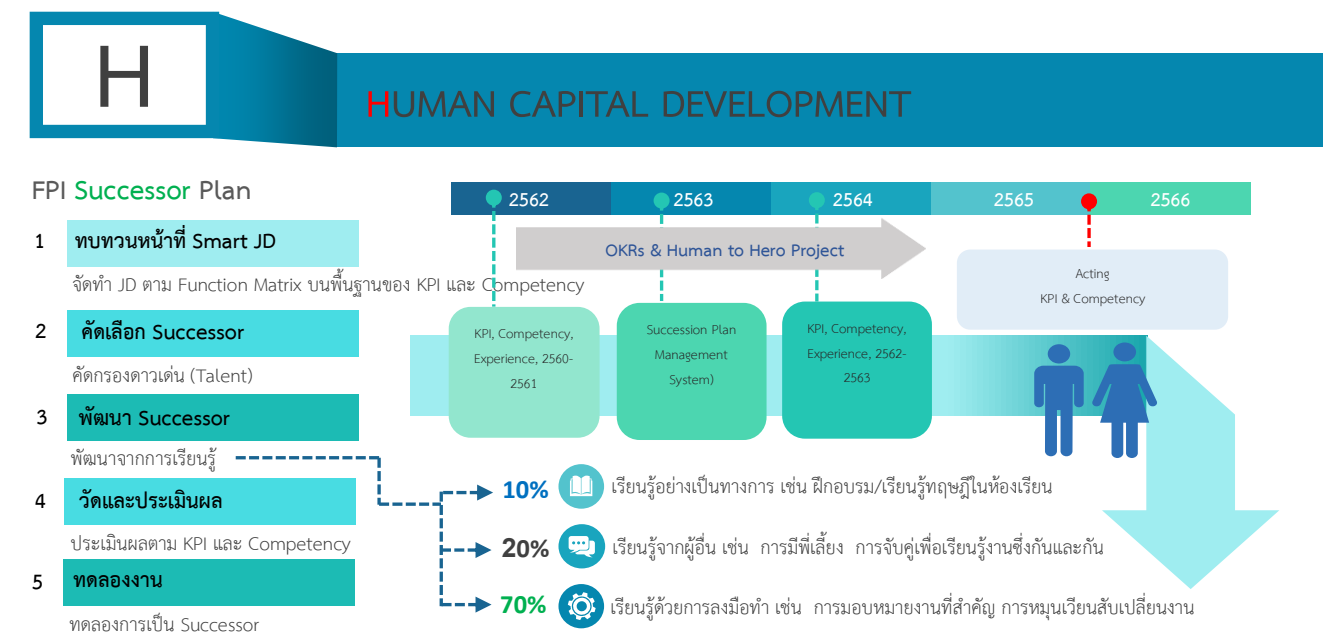 H
HUMAN CAPITAL DEVELOPMENT
FPI Successor Plan
1 ทบทวนหน้าที่ Smart JD
จัดทำ JD ตาม Function Matrix บนพื้นฐานของ KPI และ Competency
2 คัดเลือก Successor
คัดกรองดาวเด่น (Talent)
3 พัฒนา Successor
พัฒนาจากการเรียนรู้
4 วัดและประเมินผล
ประเมินผลตาม KPI และ Competency
5 ทดลองงาน
ทดลองการเป็น Successor
2562 2563 2564 2565 2566
OKRs & Human to Hero Project
KPI, Competency,
Experience, 2560-
2561
Succession Plan
Management
System)
KPI, Competency,
Experience, 2562-
2563
Acting
KPI & Competency
10% เรียนรู้อย่างเป็นทางการ เช่น ฝึกอบรม/เรียนรู้ทฤษฎีในห้องเรียน
20% เรียนรู้จากผู้อื่น เช่น การมีพี่เลี้ยง การจับคู่เพื่อเรียนรู้งานซึ่งกันและกัน
70% เรียนรู้ด้วยการลงมือทำ เช่น การมอบหมายงานที่สำคัญ การหมุนเวียนสับเปลี่ยนงาน